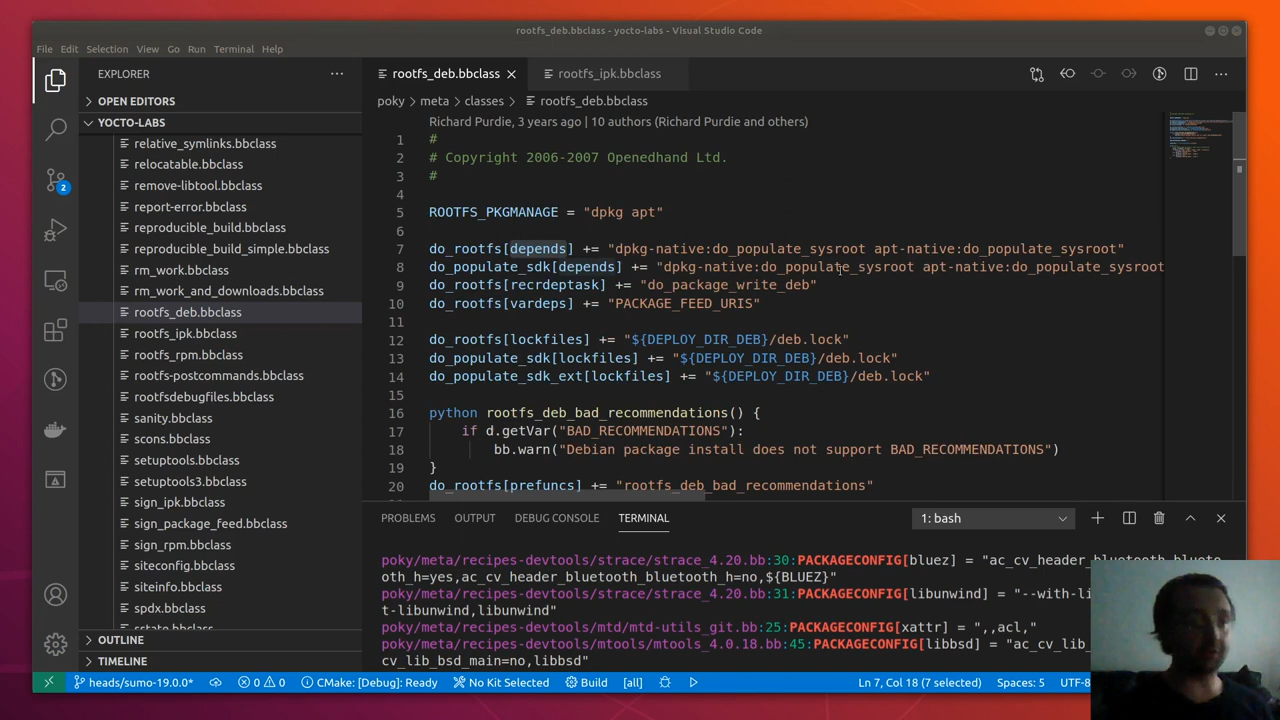 rootfs_deb.bbclass - yocto-labs - Visual Studio Code
File Edit Selection View Go Run Terminal Help
EXPLORER
OPEN EDITORS
YOCTO-LABS
relative_symlinks.bbclass
relocatable.bbclass
remove-libtool.bbclass
report-error.bbclass
reproducible_build.bbclass
reproducible_build_simple.bbclass
rm_work.bbclass
rm_work_and_downloads.bbclass
rootfs_deb.bbclass
rootfs_ipk.bbclass
rootfs_rpm.bbclass
rootfs-postcommands.bbclass
rootfsdebugfiles.bbclass
sanity.bbclass
scons.bbclass
setuptools.bbclass
setuptools3.bbclass
sign_ipk.bbclass
sign_package_feed.bbclass
sign_rpm.bbclass
siteconfig.bbclass
siteinfo.bbclass
spdx.bbclass
sstate.bbclass
OUTLINE
TIMELINE
2
rootfs_deb.bbclass rootfs_ipk.bbclass
poky > meta > classes > rootfs_deb.bbclass
Richard Purdie, 3 years ago | 10 authors (Richard Purdie and others)
1 #
2 # Copyright 2006-2007 Openedhand Ltd.
3 #
4
5 ROOTFS_PKGMANAGE = "dpkg apt"
6
7 do_rootfs[depends] += "dpkg-native:do_populate_sysroot apt-native:do_populate_sysroot"
8 do_populate_sdk[depends] += "dpkg-native:do_populate_sysroot apt-native:do_populate_sysroot
9 do_rootfs[recrdeptask] += "do_package_write_deb"
10 do_rootfs[vardeps] += "PACKAGE_FEED_URIS"
11
12 do_rootfs[lockfiles] += "${DEPLOY_DIR_DEB}/deb.lock"
13 do_populate_sdk[lockfiles] += "${DEPLOY_DIR_DEB}/deb.lock"
14 do_populate_sdk_ext[lockfiles] += "${DEPLOY_DIR_DEB}/deb.lock"
15
16 python rootfs_deb_bad_recommendations() {
17 if d.getVar("BAD_RECOMMENDATIONS"):
18 bb.warn("Debian package install does not support BAD_RECOMMENDATIONS")
19 }
20 do_rootfs[prefuncs] += "rootfs_deb_bad_recommendations"
PROBLEMS OUTPUT DEBUG CONSOLE TERMINAL 1: bash
poky/meta/recipes-devtools/strace/strace_4.20.bb:30:PACKAGECONFIG[bluez] = "ac_cv_header_bluetooth_bluet
oth_h=yes,ac_cv_header_bluetooth_bluetooth_h=no,${BLUEZ}"
poky/meta/recipes-devtools/strace/strace_4.20.bb:31:PACKAGECONFIG[libunwind] = "--with-li
t-libunwind,libunwind"
poky/meta/recipes-devtools/mtd/mtd-utils_git.bb:25:PACKAGECONFIG[xattr] = ",,acl,"
poky/meta/recipes-devtools/mtools/mtools_4.0.18.bb:45:PACKAGECONFIG[libbsd] = "ac_cv_lib_
cv_lib_bsd_main=no,libbsd"
heads/sumo-19.0.0* 0 0 CMake: [Debug]: Ready No Kit Selected Build [all] Ln 7, Col 18 (7 selected) Spaces: 5 UTF-8